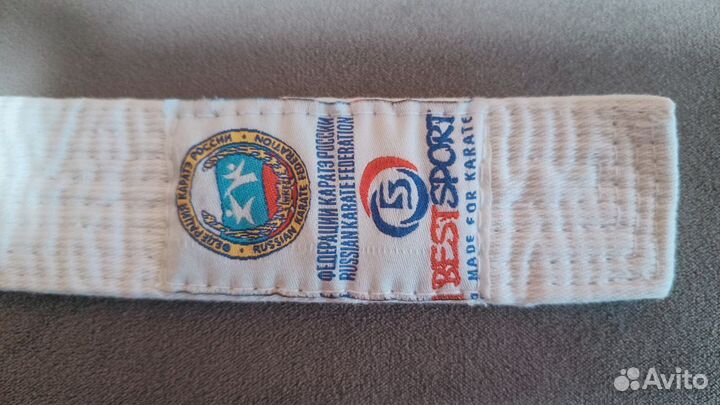 ФЕДЕРАЦИЯ КАРАТЭ РОССИИ
RUSSIAN KARATE FEDERATION
ФЕДЕРАЦИИ КАРАТЭ РОССИИ
RUSSIAN KARATE FEDERATION
BESTSPORT
MADE FOR KARATE
Avito